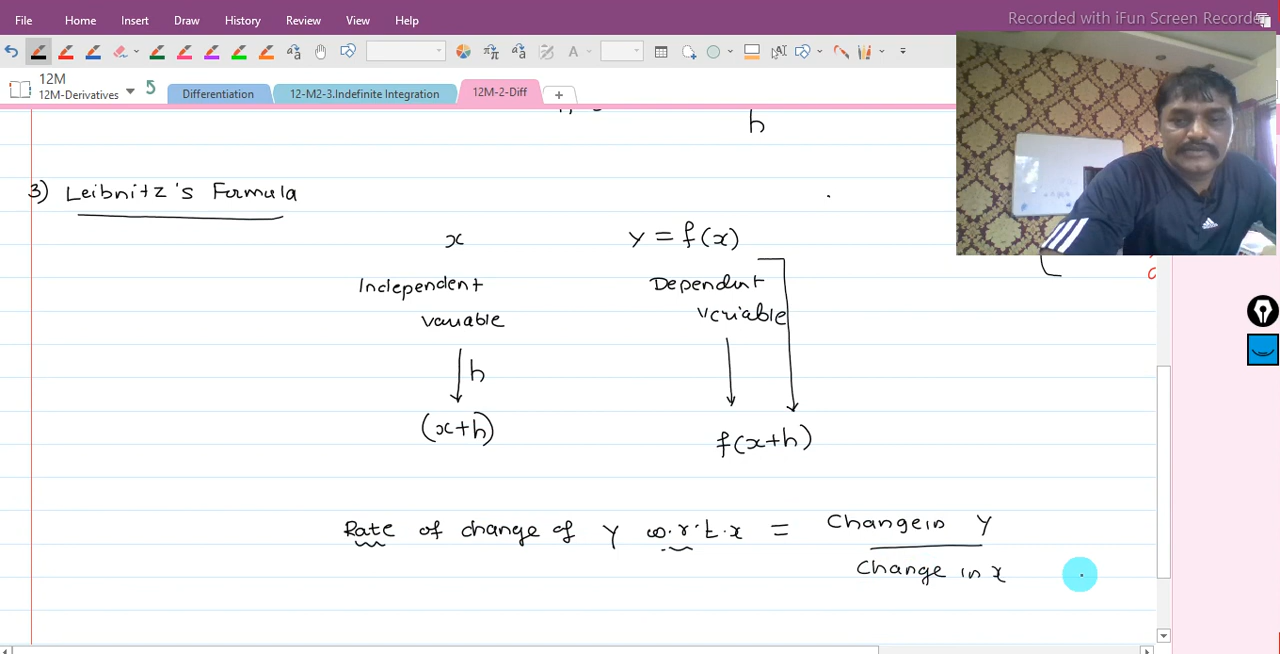 Recorded with iFun Screen Recorde
File Home Insert Draw History Review View Help
12M
12M-Derivatives
Differentiation 12-M2-3.Indefinite Integration 12M-2-Diff +
h
3) Leibnitz's Formula
x y = f(x)
Independent Dependent
variable variable
h
(x+h) f(x+h)
Rate of change of y w.r.t.x = Change in y
Change in x